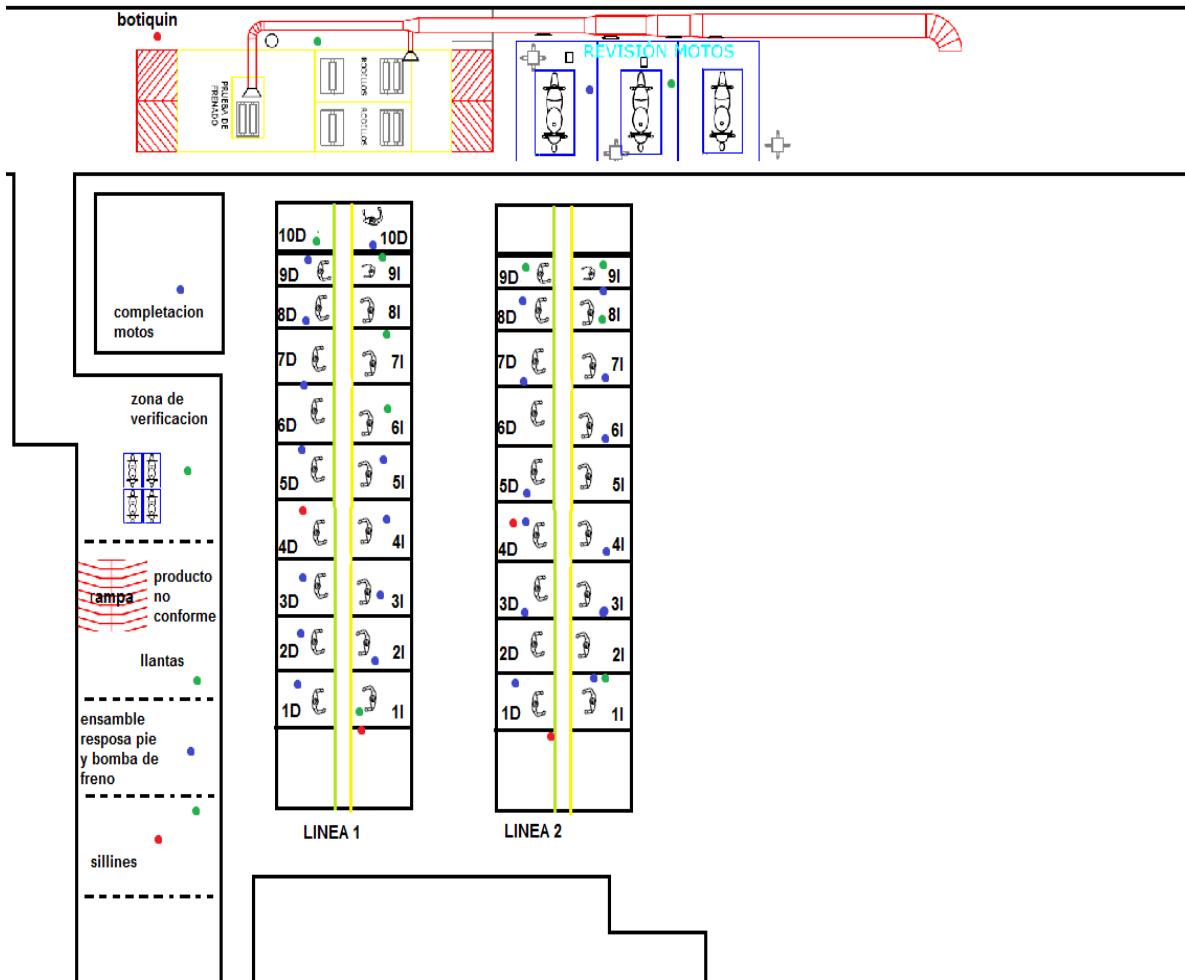 botiquin
REVISIÓN MOTOS
PRUEBA DE
FRENADO
RODELLOS
RODELLOS
completacion
motos
zona de
verificacion
rampa
producto
no
conforme
llantas
ensamble
resposa pie
y bomba de
freno
sillines
10D
10D
9D
9I
8D
8I
7D
7I
6D
6I
5D
5I
4D
4I
3D
3I
2D
2I
1D
1I
LINEA 1
9D
9I
8D
8I
7D
7I
6D
6I
5D
5I
4D
4I
3D
3I
2D
2I
1D
1I
LINEA 2